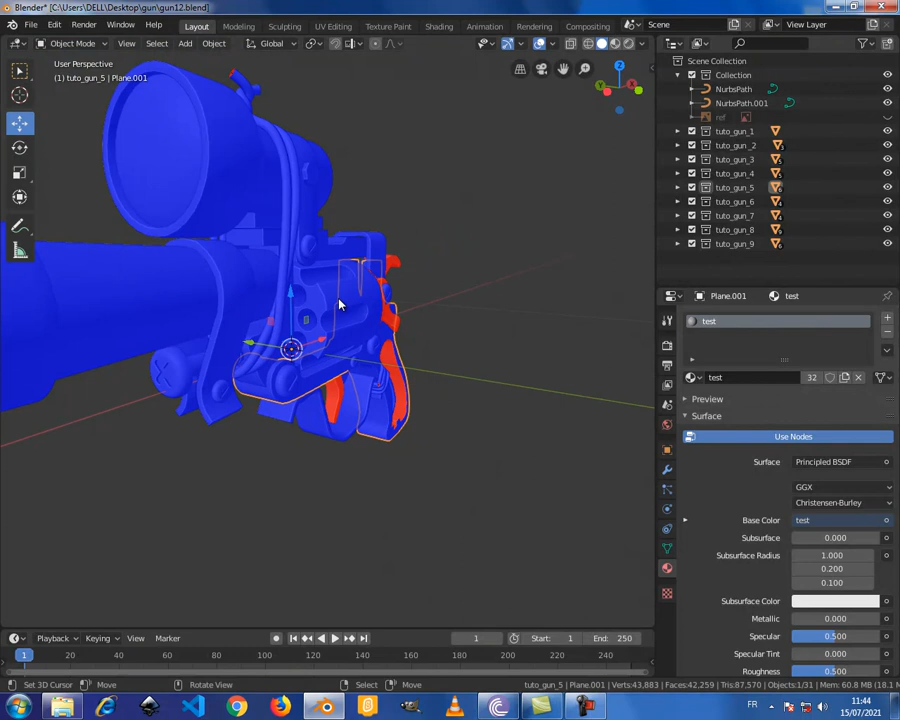 Blender* [C:\Users\DELL\Desktop\gun\gun12.blend]
File Edit Render Window Help Layout Modeling Sculpting UV Editing Texture Paint Shading Animation Rendering Compositing Scene View Layer
Object Mode View Select Add Object Global
User Perspective
(1) tuto_gun_5 | Plane.001
Z
Y
X
Scene Collection
Collection
NurbsPath
NurbsPath.001
ref
tuto_gun_1
tuto_gun_2
tuto_gun_3
tuto_gun_4
tuto_gun_5
tuto_gun_6
tuto_gun_7
tuto_gun_8
tuto_gun_9
Plane.001 test
test
test 32
Preview
Surface
Use Nodes
Surface Principled BSDF
GGX
Christensen-Burley
Base Color test
Subsurface 0.000
Subsurface Radius 1.000
0.200
0.100
Subsurface Color
Metallic 0.000
Specular 0.500
Specular Tint 0.000
Roughness 0.500
Playback Keying View Marker 1 Start: 1 End: 250
1 20 40 60 80 100 120 140 160 180 200 220 240
Set 3D Cursor Move Rotate View Select Move tuto_gun_5 | Plane.001 | Verts:43,883 | Faces:42,259 | Tris:87,570 | Objects:1/31 | Mem: 60.8 MB
FR 11:44
15/07/2021